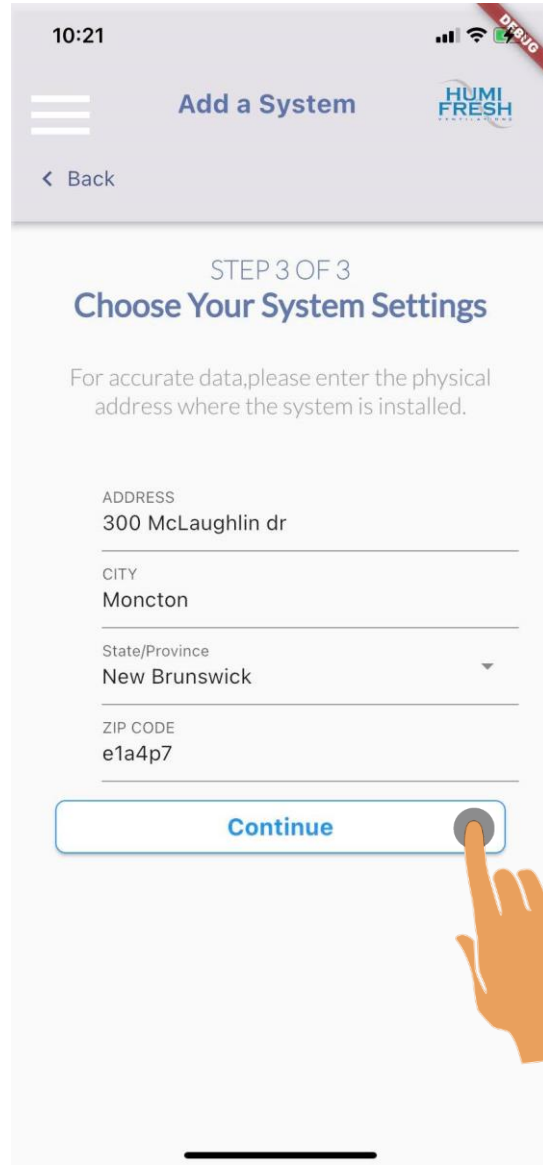 10:21
DEBUG
Add a System
HUMI
FRESH
Back
STEP 3 OF 3
Choose Your System Settings
For accurate data,please enter the physical
address where the system is installed.
ADDRESS
300 McLaughlin dr
CITY
Moncton
State/Province
New Brunswick
ZIP CODE
e1a4p7
Continue